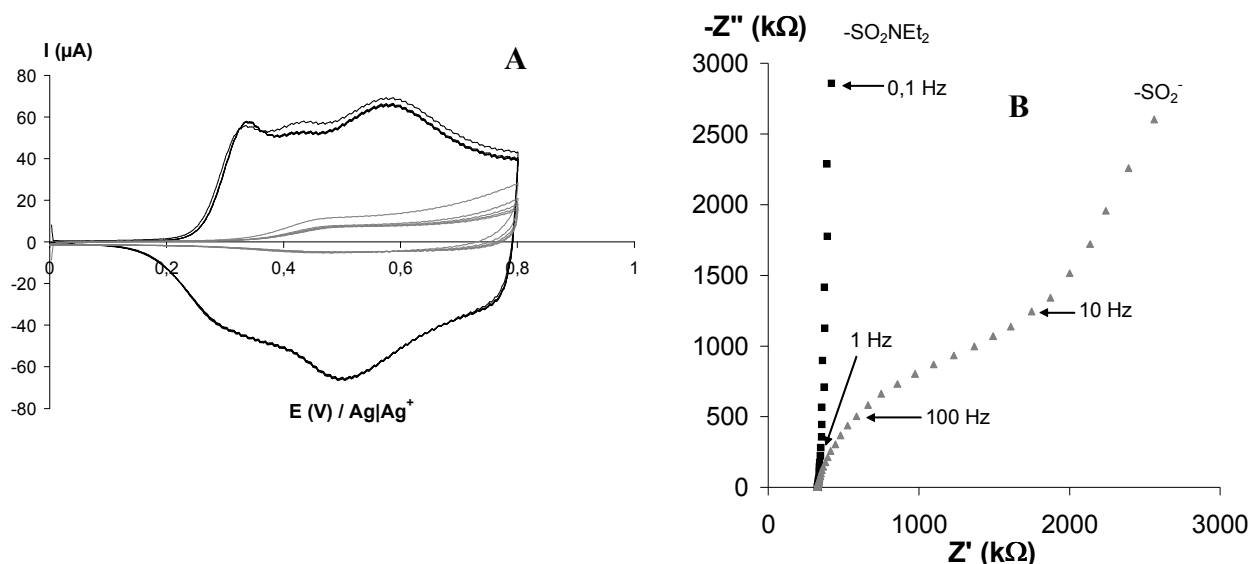 I (µA)
A
80
60
40
20
0
-20
-40
-60
-80
0
0,2
0,4
0,6
0,8
1
E (V) / Ag|Ag⁺
-Z'' (kΩ)
-SO₂NEt₂
B
-SO₂⁻
3000
2500
2000
1500
1000
500
0
0,1 Hz
10 Hz
1 Hz
100 Hz
0
1000
2000
3000
Z' (kΩ)